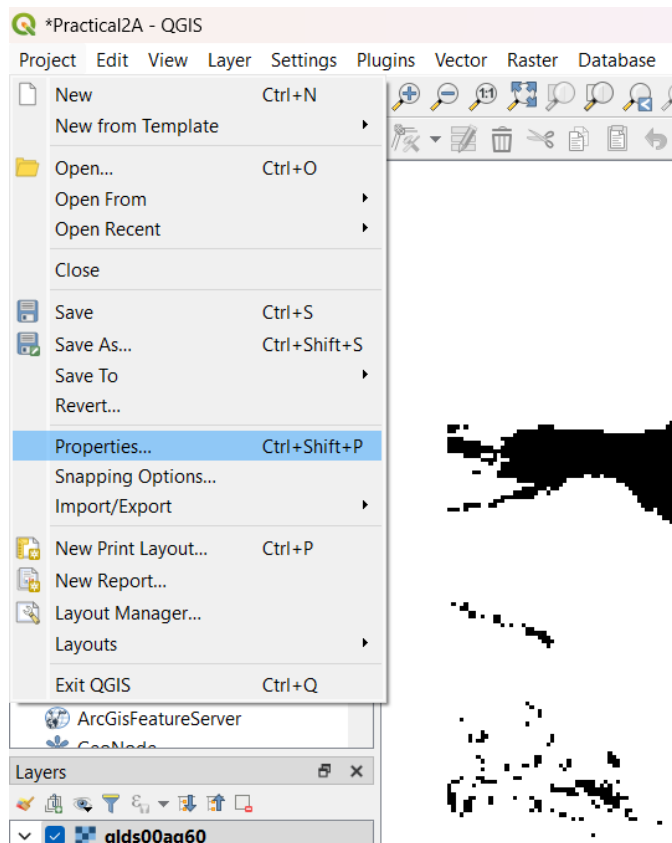 *Practical2A - QGIS
Project Edit View Layer Settings Plugins Vector Raster Database
New Ctrl+N
New from Template
Open... Ctrl+O
Open From
Open Recent
Close
Save Ctrl+S
Save As... Ctrl+Shift+S
Save To
Revert...
Properties... Ctrl+Shift+P
Snapping Options...
Import/Export
New Print Layout... Ctrl+P
New Report...
Layout Manager...
Layouts
Exit QGIS Ctrl+Q
ArcGisFeatureServer
GeoNode
Layers
glds00ag60